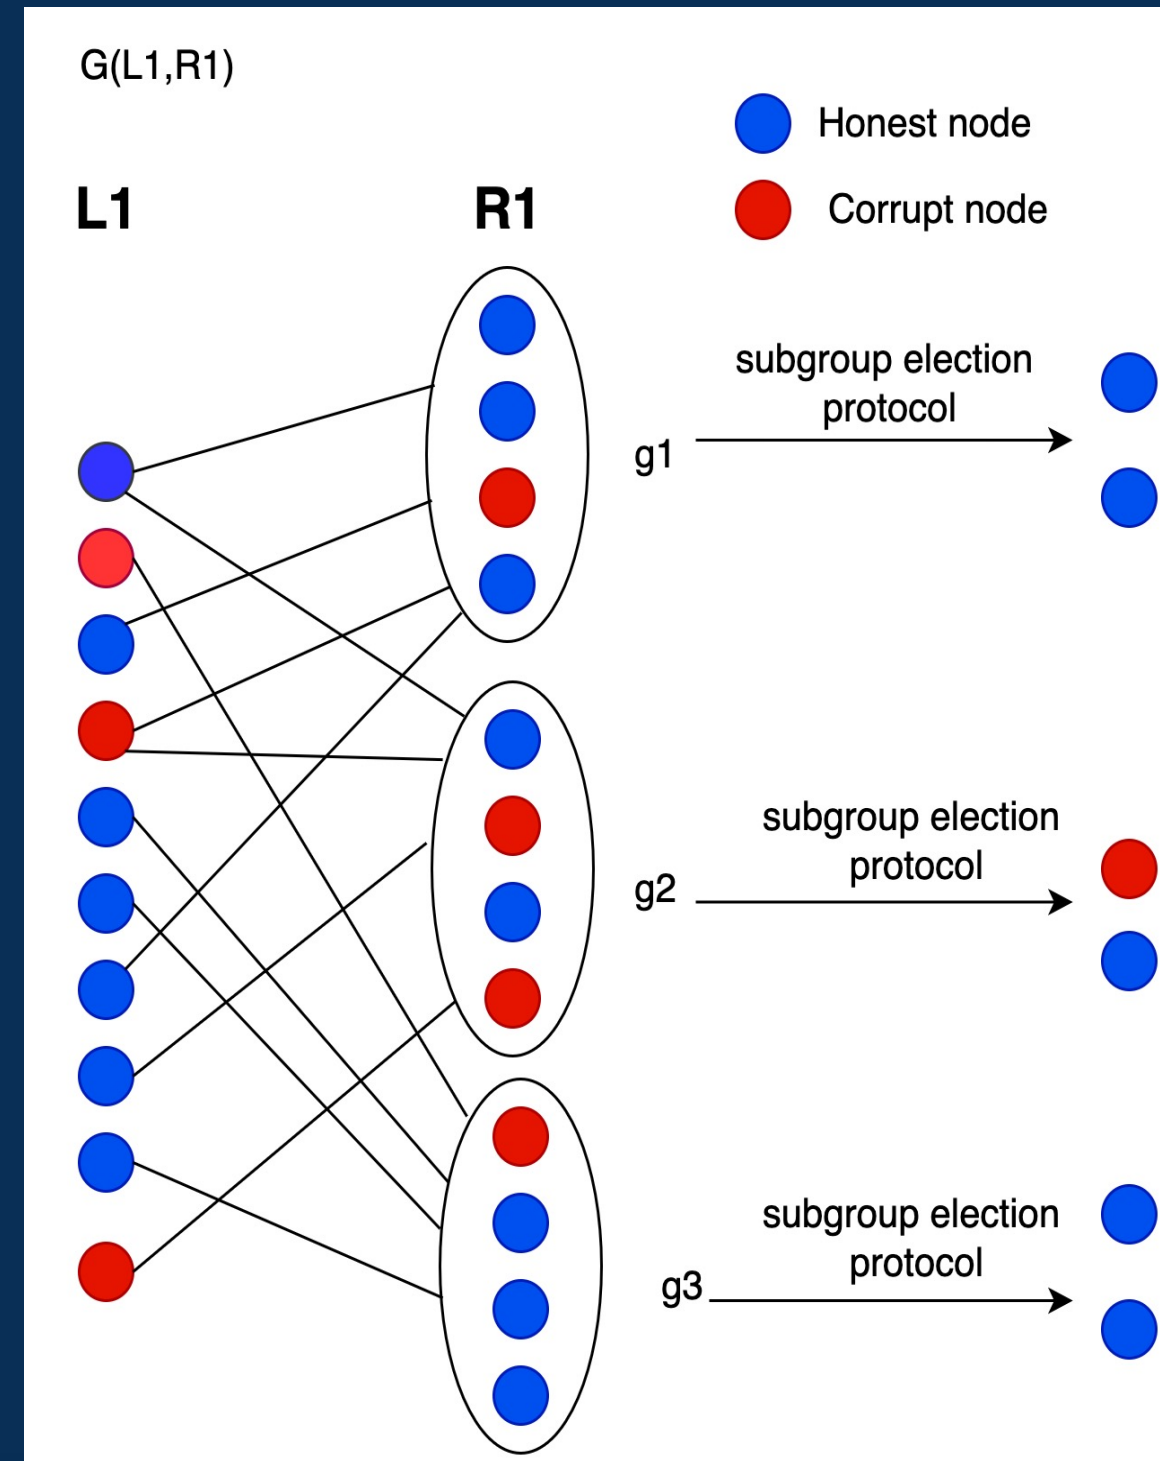 G(L1,R1)
Honest node
Corrupt node
L1
R1
subgroup election
protocol
g1
subgroup election
protocol
g2
subgroup election
protocol
g3